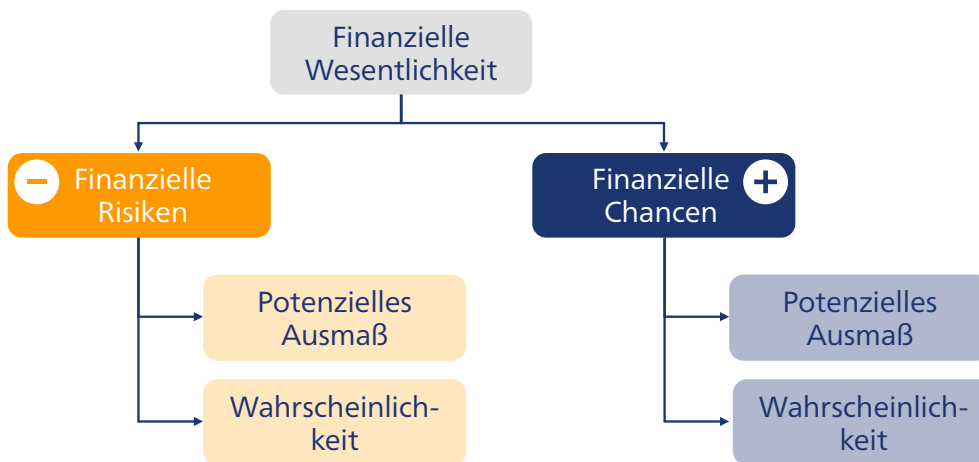 Finanzielle
Wesentlichkeit
Finanzielle
Risiken
Finanzielle
Chancen
Potenzielles
Ausmaß
Potenzielles
Ausmaß
Wahrscheinlich-
keit
Wahrscheinlich-
keit